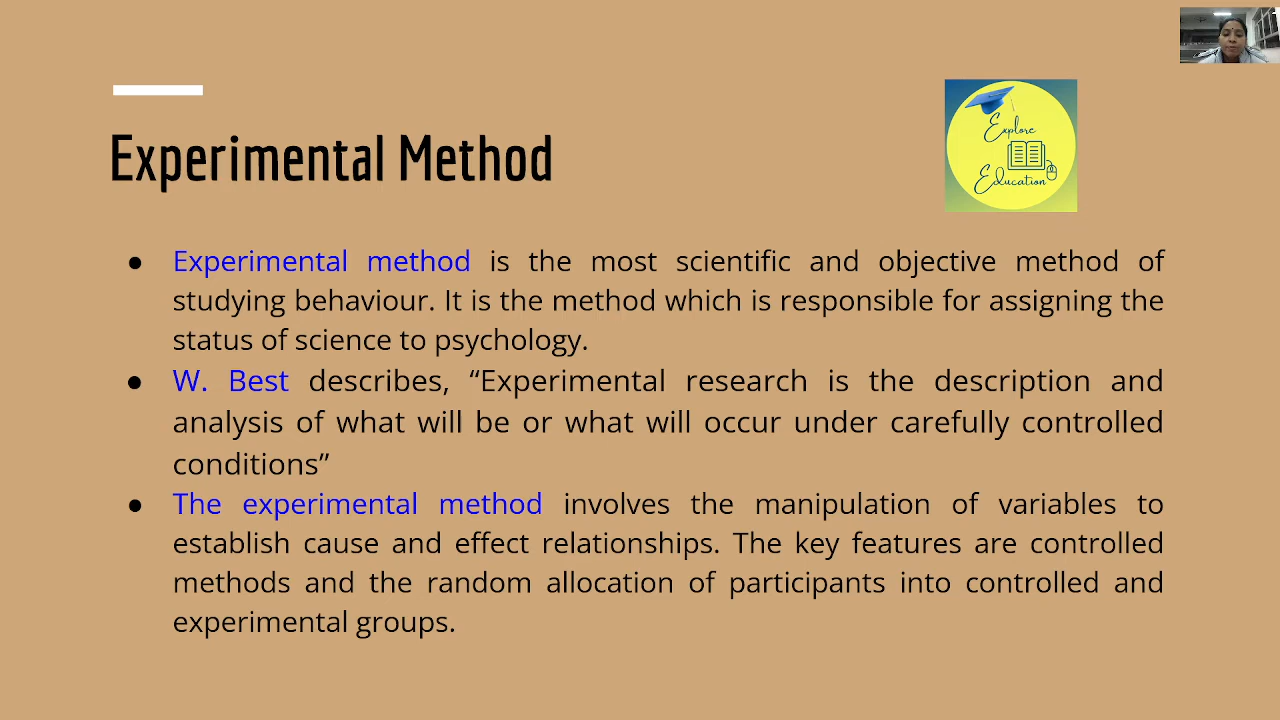 Explore
Education
Experimental Method
● Experimental method is the most scientific and objective method of
studying behaviour. It is the method which is responsible for assigning the
status of science to psychology.
● W. Best describes, “Experimental research is the description and
analysis of what will be or what will occur under carefully controlled
conditions”
● The experimental method involves the manipulation of variables to
establish cause and effect relationships. The key features are controlled
methods and the random allocation of participants into controlled and
experimental groups.